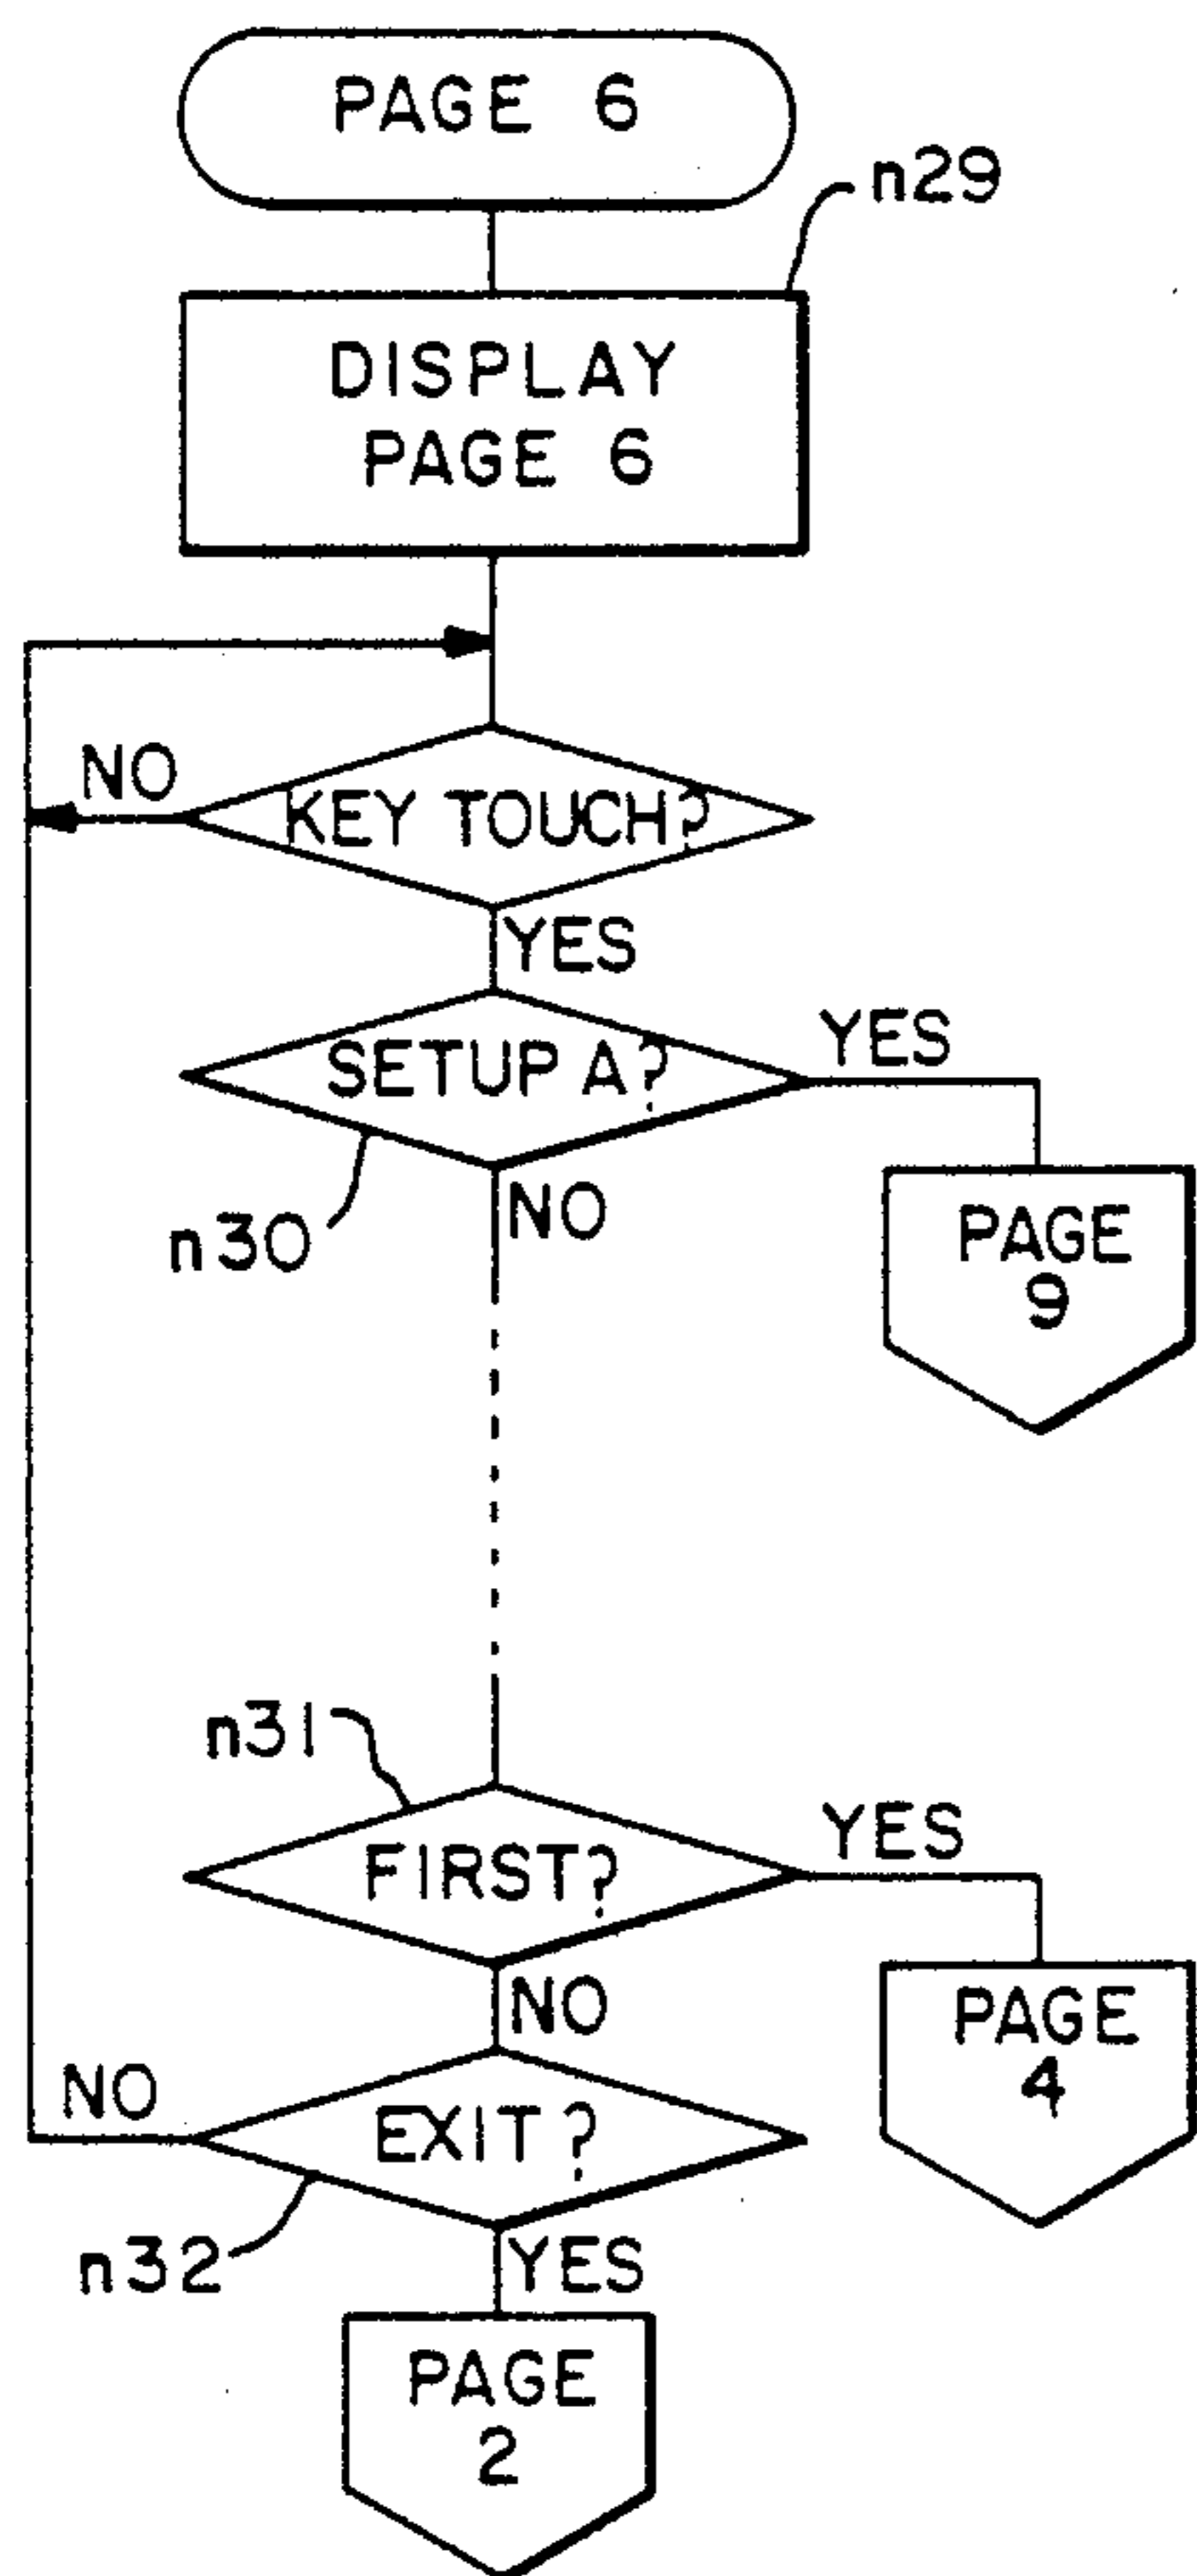 PAGE 6
n29
DISPLAY
PAGE 6
NO
KEY TOUCH?
YES
SETUP A?
YES
n30
NO
PAGE
9
n31
FIRST?
YES
NO
PAGE
4
NO
EXIT?
n32
YES
PAGE
2